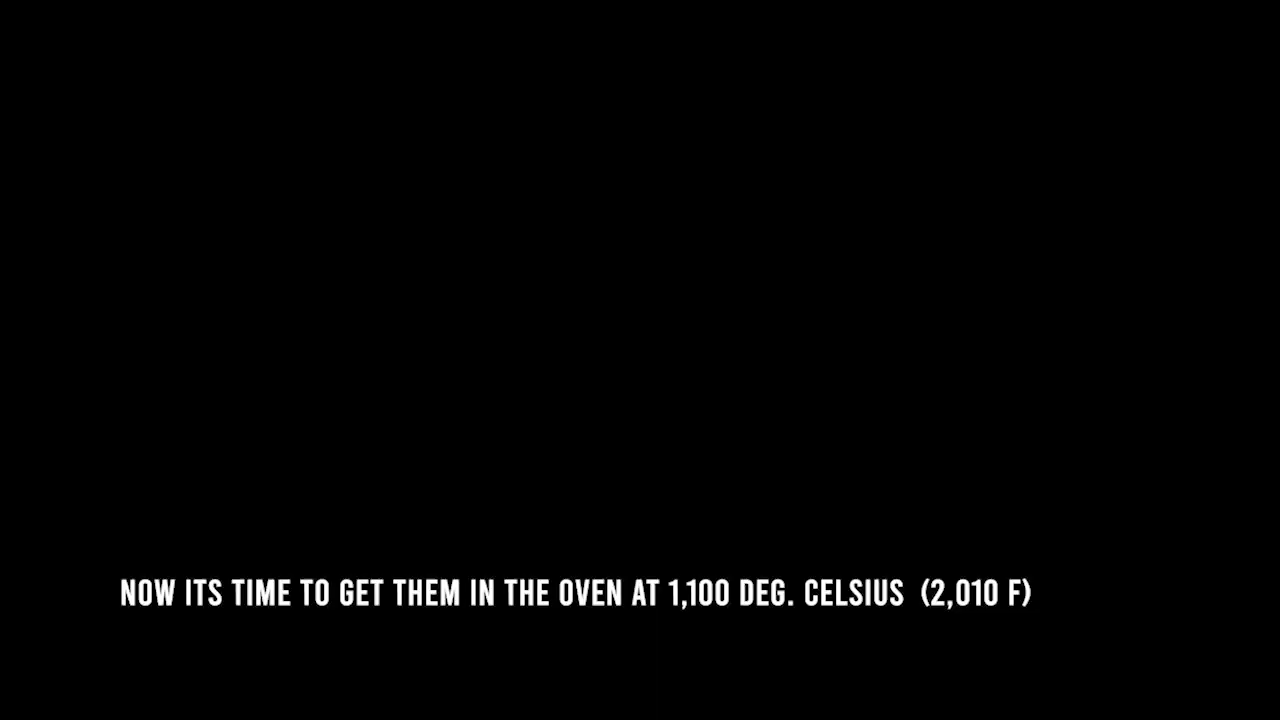 NOW ITS TIME TO GET THEM IN THE OVEN AT 1,100 DEG. CELSIUS (2,010 F)